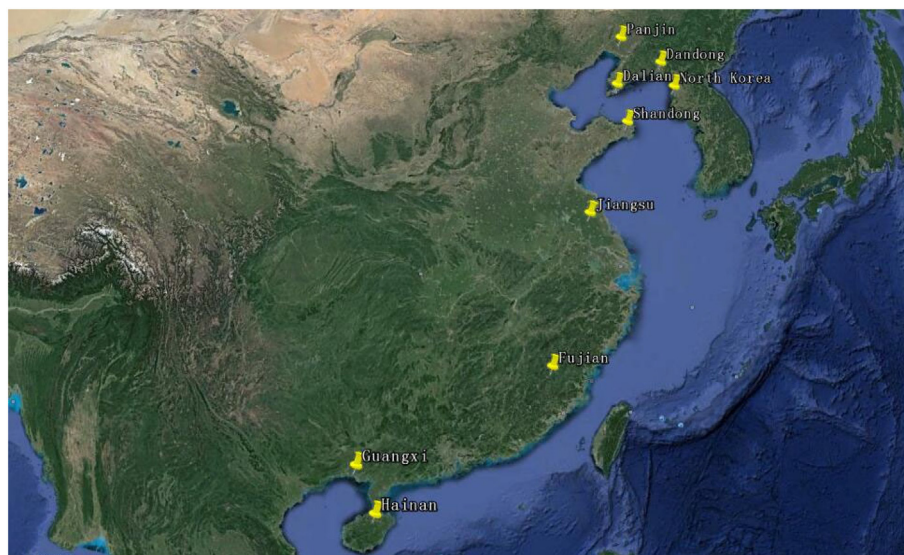 Panjin
Dandong
Dalian
North Korea
Shandong
Jiangsu
Fujian
Guangxi
Hainan